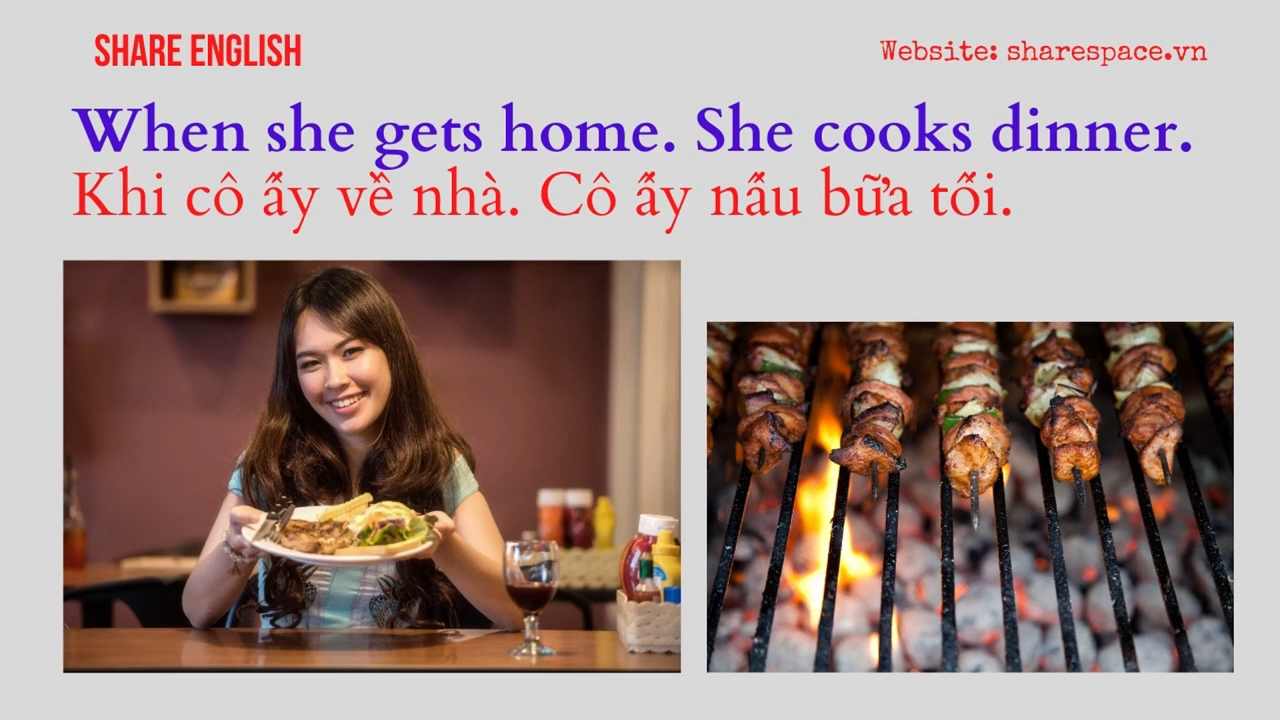 SHARE ENGLISH
Website: sharespace.vn
When she gets home. She cooks dinner.
Khi cô ấy về nhà. Cô ấy nấu bữa tối.